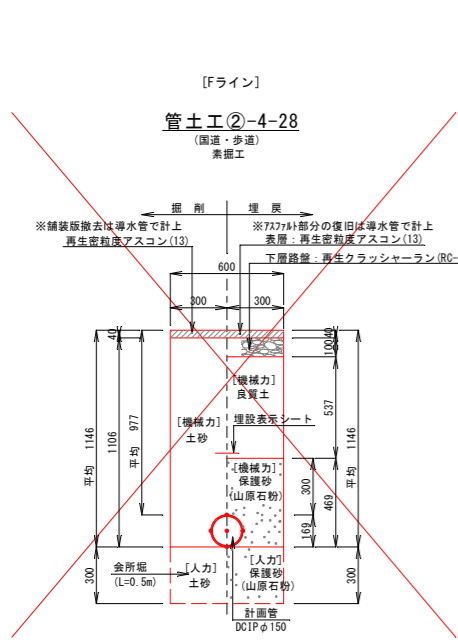 [Fライン]
管土工②-4-28
(国道・歩道)
素掘工
掘 削 埋 戻
※舗装版撤去は導水管で計上
再生密粒度アスコン(13)
※アスファルト部分の復旧は導水管で計上
表層：再生密粒度アスコン(13)
下層路盤：再生クラッシャーラン(RC-
600
300 300
40
平均 1146
1106
平均 977
300
40
100
537
300
169
469
平均 1146
300
[機械力]
良質土
[機械力]
土砂
埋設表示シート
[機械力]
保護砂
(山原石粉)
会所堀
(L=0.5m)
[人力]
土砂
[人力]
保護砂
(山原石粉)
計画管
DCIPφ150